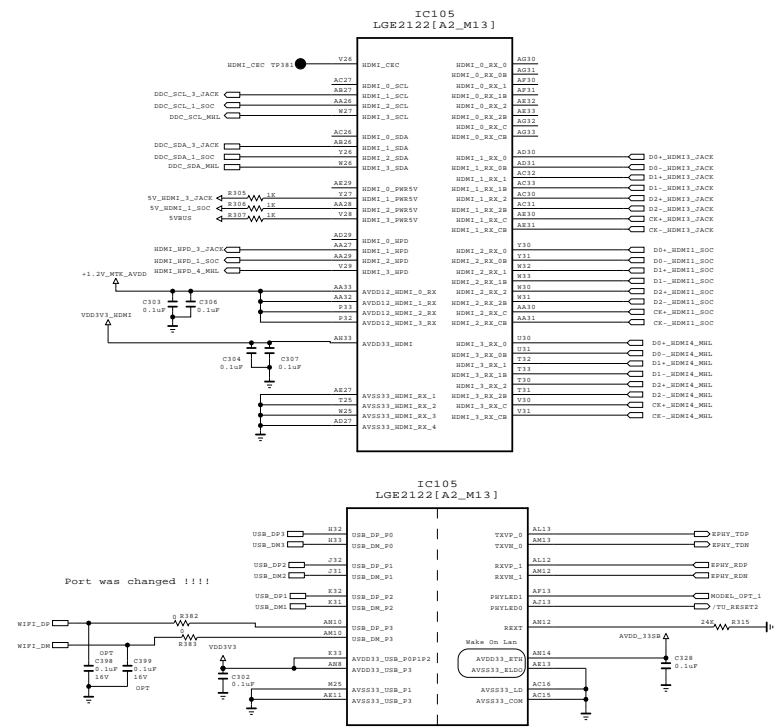 IC105
LGE2122[A2_M13]
HDMI_CEC TP381 V26 HDMI_CEC
AC27 HDMI_0_SCL
DDC_SCL_3_JACK AB27 HDMI_1_SCL
DDC_SCL_1_SOC AA26 HDMI_2_SCL
DDC_SCL_MHL W27 HDMI_3_SCL
AC26 HDMI_0_SDA
DDC_SDA_3_JACK AB26 HDMI_1_SDA
DDC_SDA_1_SOC Y26 HDMI_2_SDA
DDC_SDA_MHL W26 HDMI_3_SDA
AE29 HDMI_0_PWR5V
5V_HDMI_3_JACK R305 1K Y27 HDMI_1_PWR5V
5V_HDMI_1_SOC R306 1K AA28 HDMI_2_PWR5V
5VBUS R307 1K V28 HDMI_3_PWR5V
AD29 HDMI_0_HPD
HDMI_HPD_3_JACK AA27 HDMI_1_HPD
HDMI_HPD_1_SOC AA29 HDMI_2_HPD
HDMI_HPD_4_MHL V29 HDMI_3_HPD
+1.2V_MTK_AVDD
AA33 AVDD12_HDMI_0_RX
AA32 AVDD12_HDMI_1_RX
P33 AVDD12_HDMI_2_RX
P32 AVDD12_HDMI_3_RX
C303 0.1uF
C306 0.1uF
VDD3V3_HDMI
AH33 AVDD33_HDMI
C304 0.1uF
C307 0.1uF
AE27 AVSS33_HDMI_RX_1
T25 AVSS33_HDMI_RX_2
W25 AVSS33_HDMI_RX_3
AD27 AVSS33_HDMI_RX_4
HDMI_0_RX_0 AG30
HDMI_0_RX_0B AG31
HDMI_0_RX_1 AF30
HDMI_0_RX_1B AF31
HDMI_0_RX_2 AE32
HDMI_0_RX_2B AE33
HDMI_0_RX_C AG32
HDMI_0_RX_CB AG33
HDMI_1_RX_0 AD30 D0+_HDMI3_JACK
HDMI_1_RX_0B AD31 D0-_HDMI3_JACK
HDMI_1_RX_1 AC32 D1+_HDMI3_JACK
HDMI_1_RX_1B AC33 D1-_HDMI3_JACK
HDMI_1_RX_2 AC30 D2+_HDMI3_JACK
HDMI_1_RX_2B AC31 D2-_HDMI3_JACK
HDMI_1_RX_C AE30 CK+_HDMI3_JACK
HDMI_1_RX_CB AE31 CK-_HDMI3_JACK
HDMI_2_RX_0 Y30 D0+_HDMI1_SOC
HDMI_2_RX_0B Y31 D0-_HDMI1_SOC
HDMI_2_RX_1 W32 D1+_HDMI1_SOC
HDMI_2_RX_1B W33 D1-_HDMI1_SOC
HDMI_2_RX_2 W30 D2+_HDMI1_SOC
HDMI_2_RX_2B W31 D2-_HDMI1_SOC
HDMI_2_RX_C AA30 CK+_HDMI1_SOC
HDMI_2_RX_CB AA31 CK-_HDMI1_SOC
HDMI_3_RX_0 U30 D0+_HDMI4_MHL
HDMI_3_RX_0B U31 D0-_HDMI4_MHL
HDMI_3_RX_1 T32 D1+_HDMI4_MHL
HDMI_3_RX_1B T33 D1-_HDMI4_MHL
HDMI_3_RX_2 T30 D2+_HDMI4_MHL
HDMI_3_RX_2B T31 D2-_HDMI4_MHL
HDMI_3_RX_C V30 CK+_HDMI4_MHL
HDMI_3_RX_CB V31 CK-_HDMI4_MHL
IC105
LGE2122[A2_M13]
USB_DP3 H32 USB_DP_P0
USB_DM3 H33 USB_DM_P0
USB_DP2 J32 USB_DP_P1
USB_DM2 J31 USB_DM_P1
Port was changed !!!!
USB_DP1 K32 USB_DP_P2
USB_DM1 K31 USB_DM_P2
WIFI_DP 0 R382 AN10 USB_DP_P3
WIFI_DM 0 R383 AM10 USB_DM_P3
VDD3V3
K33 AVDD33_USB_P0P1P2
AN8 AVDD33_USB_P3
OPT C398 0.1uF 16V
C399 0.1uF 16V OPT
C302 0.1uF
M25 AVSS33_USB_P1
AE11 AVSS33_USB_P3
TXVP_0 AL13 EPHY_TDP
TXVN_0 AM13 EPHY_TDN
RXVP_1 AL12 EPHY_RDP
RXVN_1 AM12 EPHY_RDN
PHYLED1 AF13 MODEL_OPT_1
PHYLED0 AJ13 /TU_RESET2
REXT AN12 24K R315
Wake On Lan AVDD_33SB
AVDD33_ETH AN14
AVSS33_ELDO AE13
C328 0.1uF
AVSS33_LD AC16
AVSS33_COM AC15